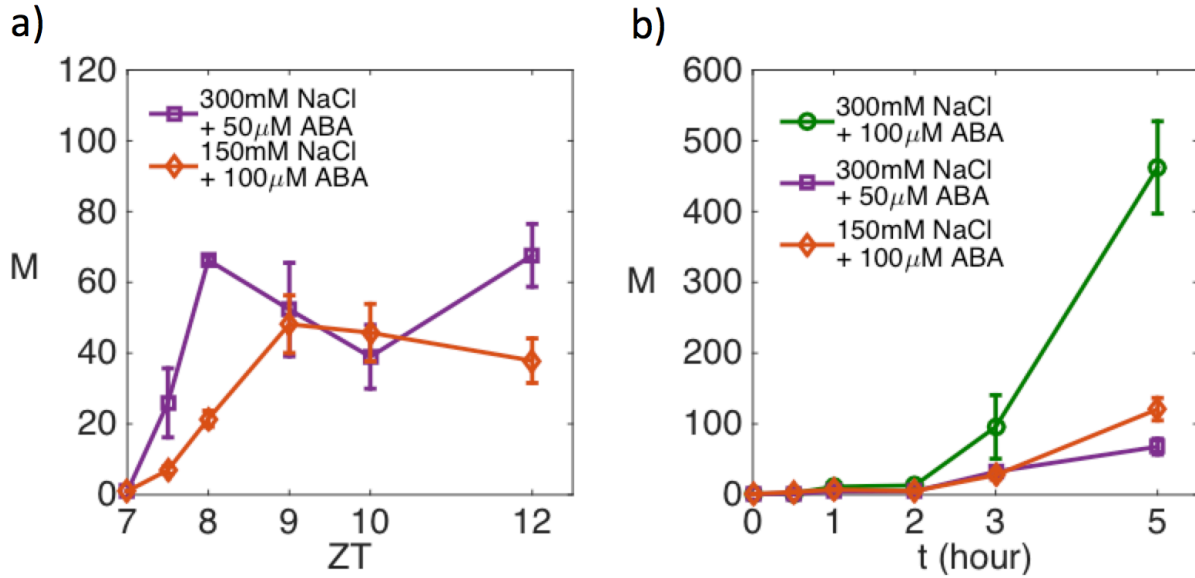 a)
120
100
80
60
40
20
0
M
300mM NaCl
+ 50μM ABA
150mM NaCl
+ 100μM ABA
7 8 9 10 12
ZT
b)
600
500
400
300
200
100
0
M
300mM NaCl
+ 100μM ABA
300mM NaCl
+ 50μM ABA
150mM NaCl
+ 100μM ABA
0 1 2 3 5
t (hour)